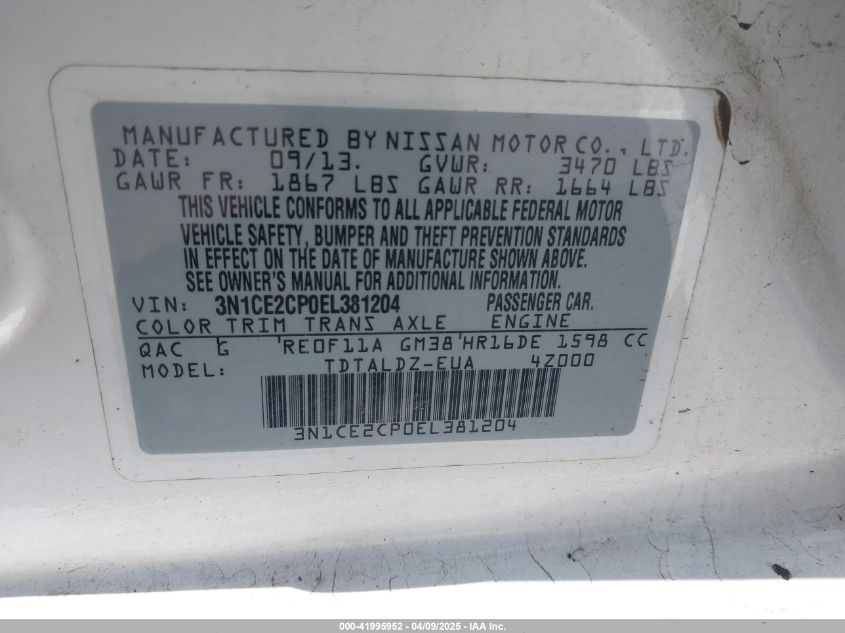 MANUFACTURED BY NISSAN MOTOR CO., LTD.
DATE: 09/13. GVWR: 3470 LBS
GAWR FR: 1867 LBS GAWR RR: 1664 LBS
THIS VEHICLE CONFORMS TO ALL APPLICABLE FEDERAL MOTOR
VEHICLE SAFETY, BUMPER AND THEFT PREVENTION STANDARDS
IN EFFECT ON THE DATE OF MANUFACTURE SHOWN ABOVE.
SEE OWNER'S MANUAL FOR ADDITIONAL INFORMATION.
VIN: 3N1CE2CP0EL381204 PASSENGER CAR.
COLOR TRIM TRANS AXLE ENGINE
QAC G RE0F11A GM38 HR16DE 1598 CC
MODEL: TDTALDZ-EUA 4Z000
3N1CE2CP0EL381204
000-41995952 - 04/09/2025 - IAA Inc.